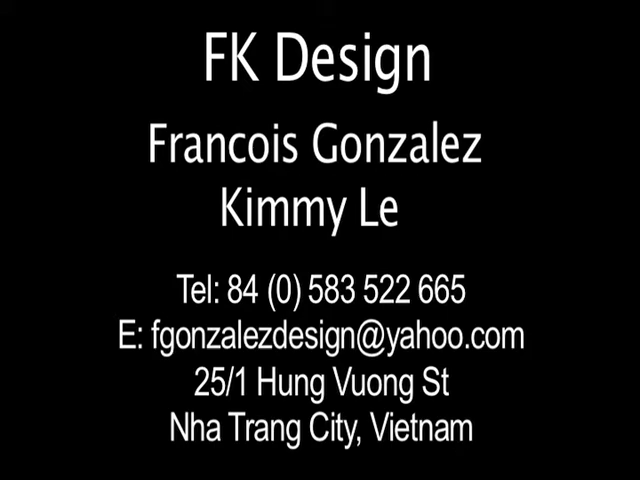 FK Design
Francois Gonzalez
Kimmy Le
Tel: 84 (0) 583 522 665
E: fgonzalezdesign@yahoo.com
25/1 Hung Vuong St
Nha Trang City, Vietnam